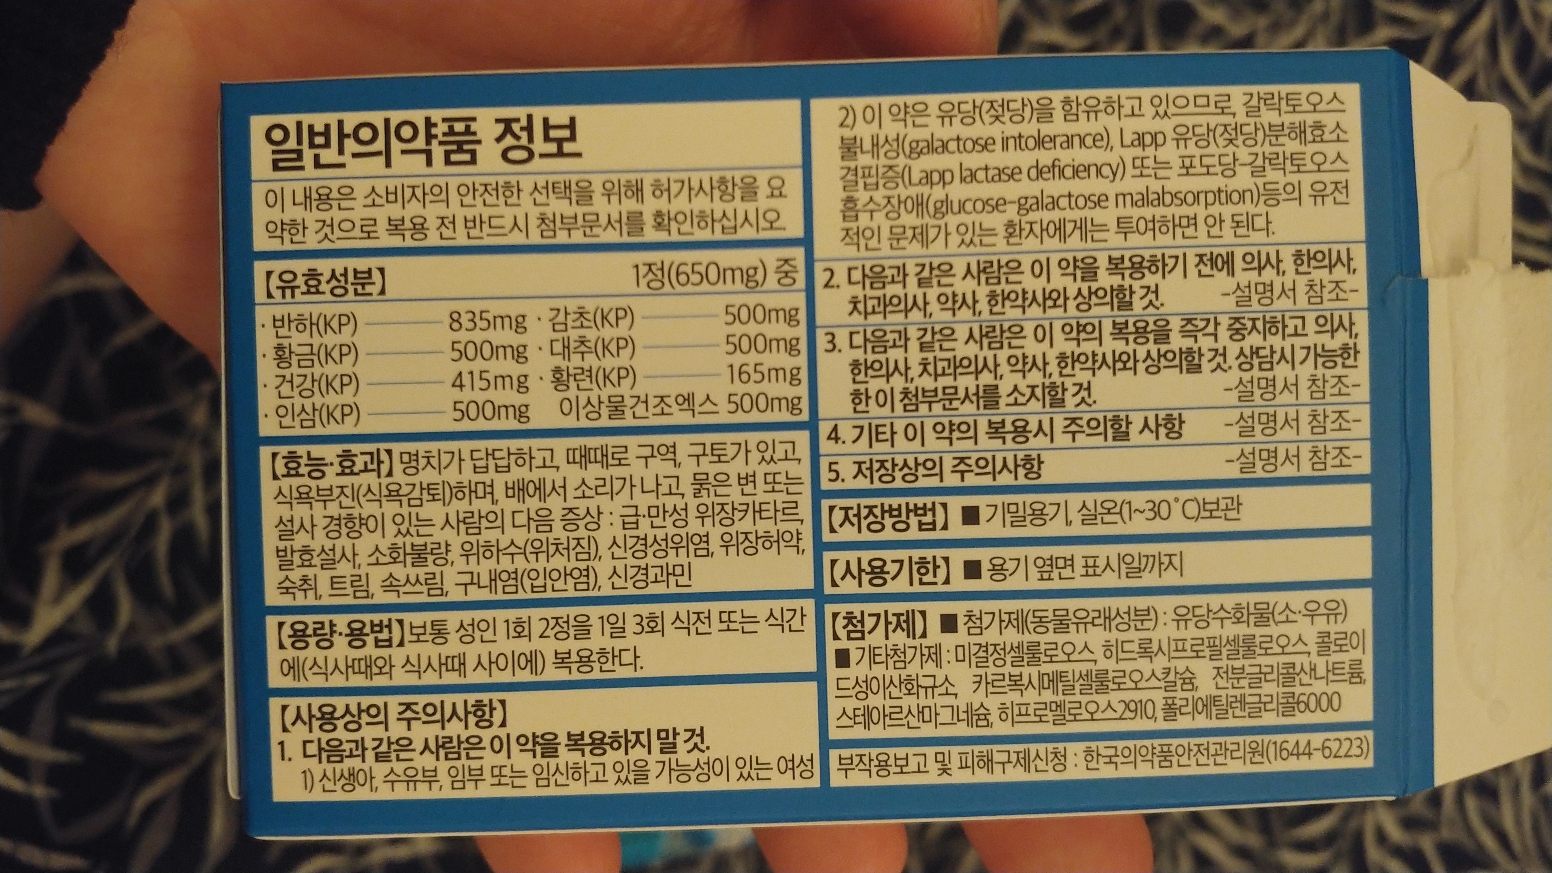 일반의약품 정보
이 내용은 소비자의 안전한 선택을 위해 허가사항을 요
약한 것으로 복용 전 반드시 첨부문서를 확인하십시오
【유효성분】 1정(650mg) 중
· 반하(KP) 835mg · 감초(KP) 500mg
· 황금(KP) 500mg · 대추(KP) 500mg
· 건강(KP) 415mg · 황련(KP) 165mg
· 인삼(KP) 500mg 이상물건조엑스 500mg
【효능·효과】 명치가 답답하고, 때때로 구역, 구토가 있고,
식욕부진(식욕감퇴)하며, 배에서 소리가 나고, 묽은 변 또는
설사 경향이 있는 사람의 다음 증상 : 급·만성 위장카타르,
발효설사, 소화불량, 위하수(위처짐), 신경성위염, 위장허약,
숙취, 트림, 속쓰림, 구내염(입안염), 신경과민
【용량·용법】 보통 성인 1회 2정을 1일 3회 식전 또는 식간
에(식사때와 식사때 사이에) 복용한다.
【사용상의 주의사항】
1. 다음과 같은 사람은 이 약을 복용하지 말 것.
1) 신생아, 수유부, 임부 또는 임신하고 있을 가능성이 있는 여성
2) 이 약은 유당(젖당)을 함유하고 있으므로, 갈락토오스
불내성(galactose intolerance), Lapp 유당(젖당)분해효소
결핍증(Lapp lactase deficiency) 또는 포도당-갈락토오스
흡수장애(glucose-galactose malabsorption)등의 유전
적인 문제가 있는 환자에게는 투여하면 안 된다.
2. 다음과 같은 사람은 이 약을 복용하기 전에 의사, 한의사,
치과의사, 약사, 한약사와 상의할 것. -설명서 참조-
3. 다음과 같은 사람은 이 약의 복용을 즉각 중지하고 의사,
한의사, 치과의사, 약사, 한약사와 상의할 것. 상담시 가능한
한 이 첨부문서를 소지할 것. -설명서 참조-
4. 기타 이 약의 복용시 주의할 사항 -설명서 참조-
5. 저장상의 주의사항 -설명서 참조-
【저장방법】 ■ 기밀용기, 실온(1~30˚C)보관
【사용기한】 ■ 용기 옆면 표시일까지
【첨가제】 ■ 첨가제(동물유래성분) : 유당수화물(소·우유)
■ 기타첨가제 : 미결정셀룰로오스, 히드록시프로필셀룰로오스, 콜로이
드성이산화규소, 카르복시메틸셀룰로오스칼슘, 전분글리콜산나트륨,
스테아르산마그네슘, 히프로멜로오스2910, 폴리에틸렌글리콜6000
부작용보고 및 피해구제신청 : 한국의약품안전관리원(1644-6223)